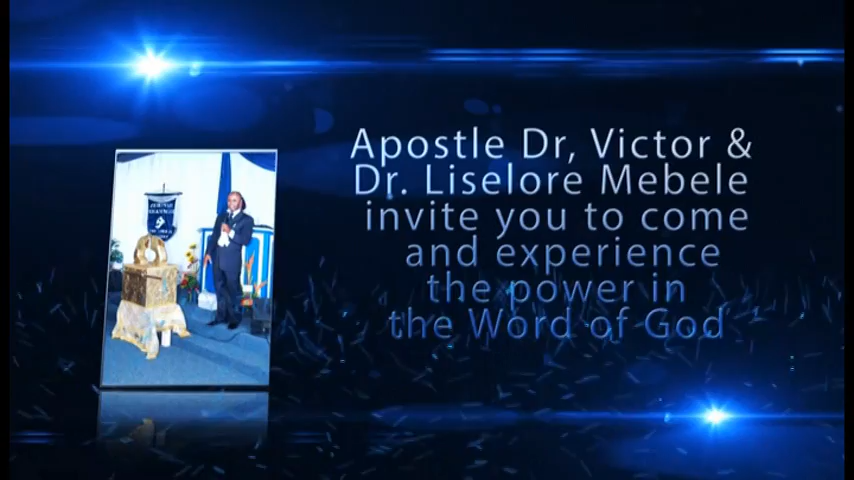 Apostle Dr, Victor &
Dr. Liselore Mebele
invite you to come
and experience
the power in
the Word of God